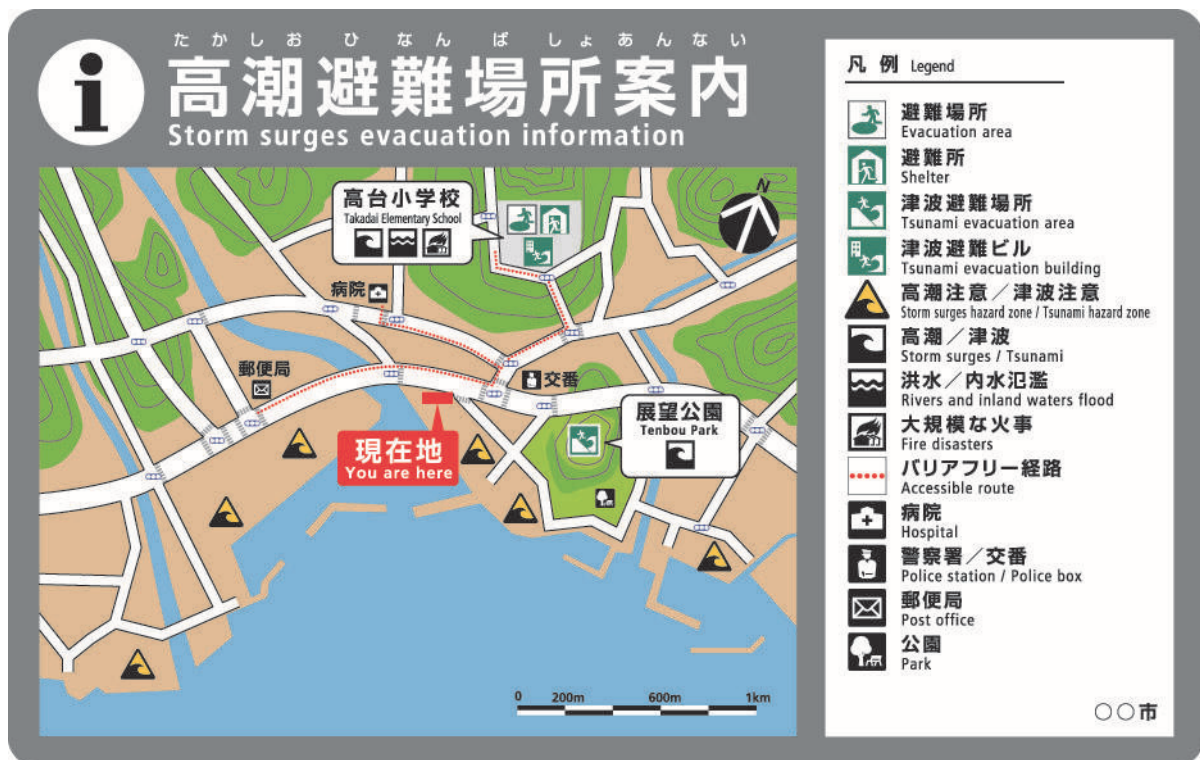 たかしおひなんばしょあんない
高潮避難場所案内
Storm surges evacuation information
高台小学校
Takadai Elementary School
N
病院
郵便局
交番
展望公園
Tenbou Park
現在地
You are here
0 200m 600m 1km
凡例 Legend
避難場所
Evacuation area
避難所
Shelter
津波避難場所
Tsunami evacuation area
津波避難ビル
Tsunami evacuation building
高潮注意／津波注意
Storm surges hazard zone / Tsunami hazard zone
高潮／津波
Storm surges / Tsunami
洪水／内水氾濫
Rivers and inland waters flood
大規模な火事
Fire disasters
バリアフリー経路
Accessible route
病院
Hospital
警察署／交番
Police station / Police box
郵便局
Post office
公園
Park
〇〇市